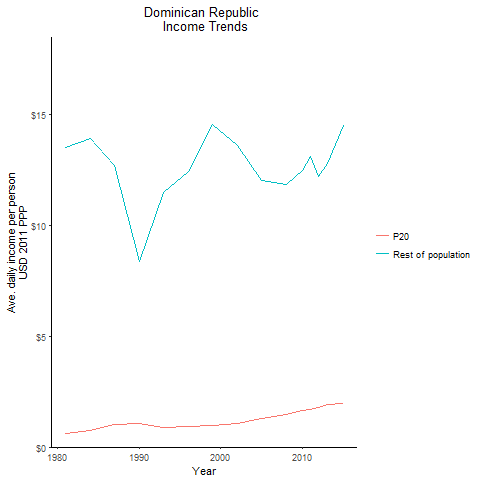 Dominican Republic
Income Trends
$15
$10
$5
$0
Ave. daily income per person
USD 2011 PPP
1980 1990 2000 2010
Year
P20
Rest of population